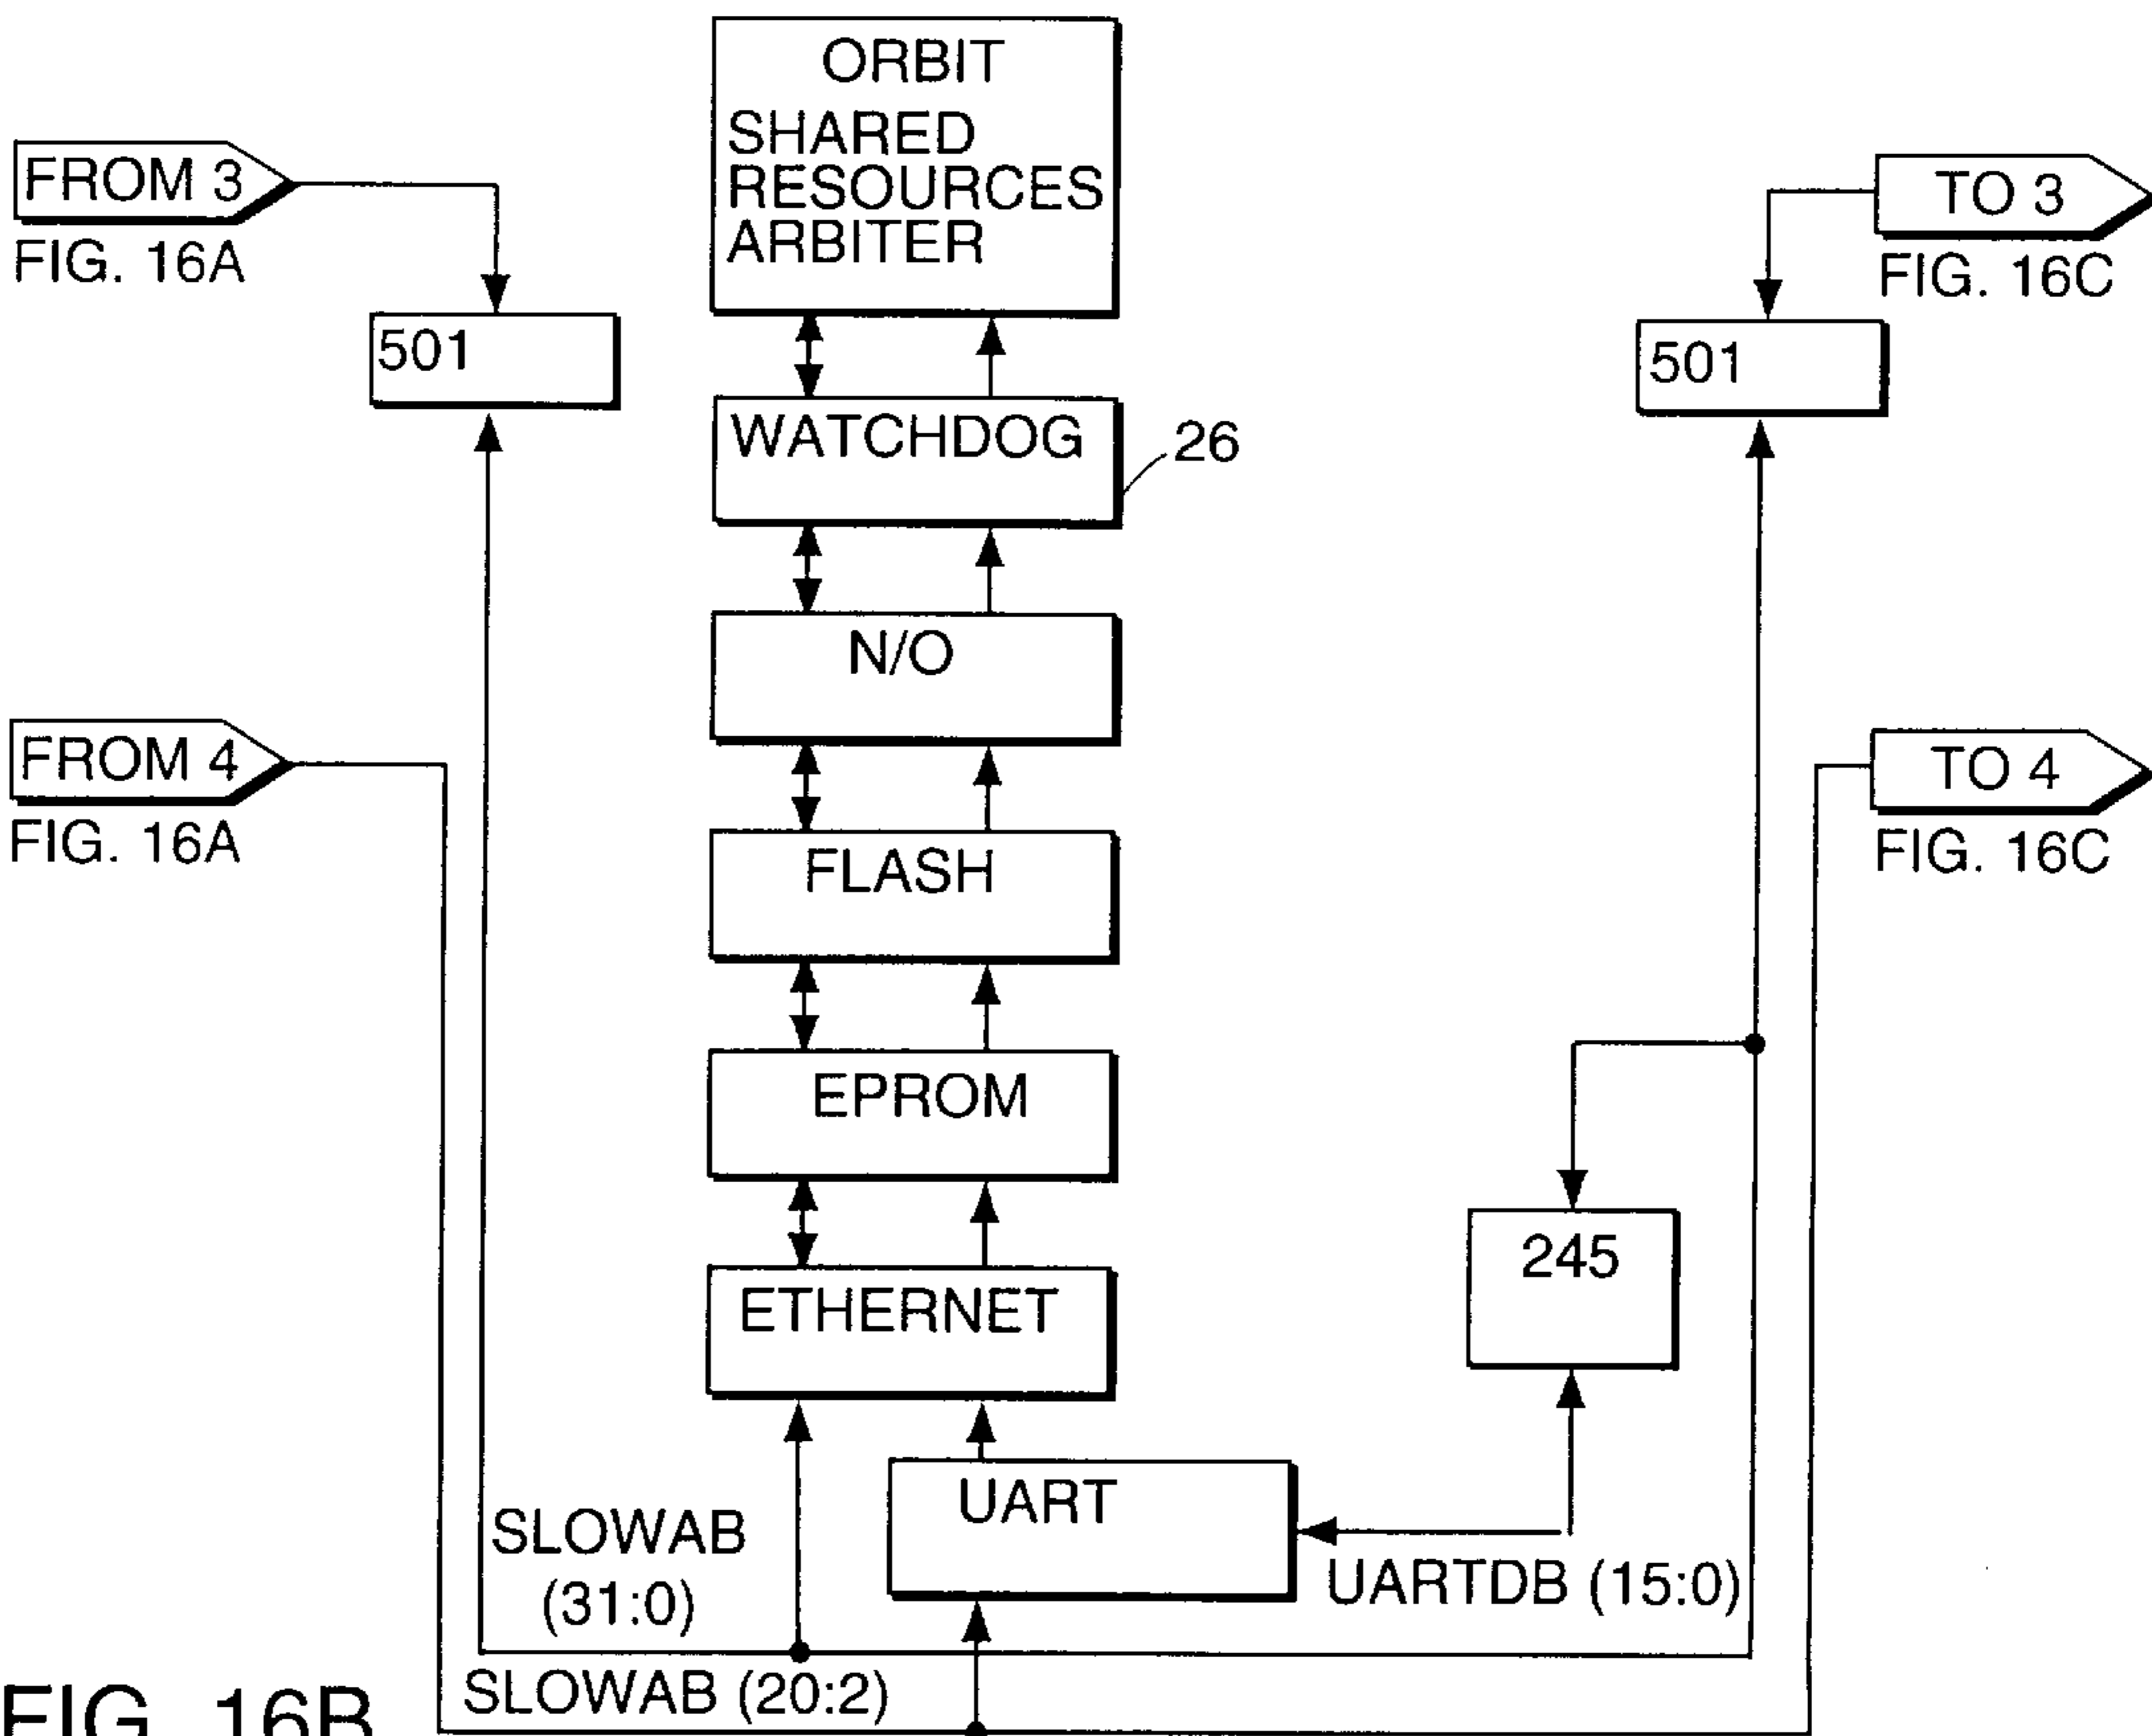 ORBIT
SHARED
RESOURCES
ARBITER
FROM 3
FIG. 16A
TO 3
FIG. 16C
501
501
WATCHDOG
26
N/O
FROM 4
FIG. 16A
TO 4
FIG. 16C
FLASH
EPROM
245
ETHERNET
UART
SLOWAB
(31:0)
UARTDB (15:0)
SLOWAB (20:2)
FIG. 16B